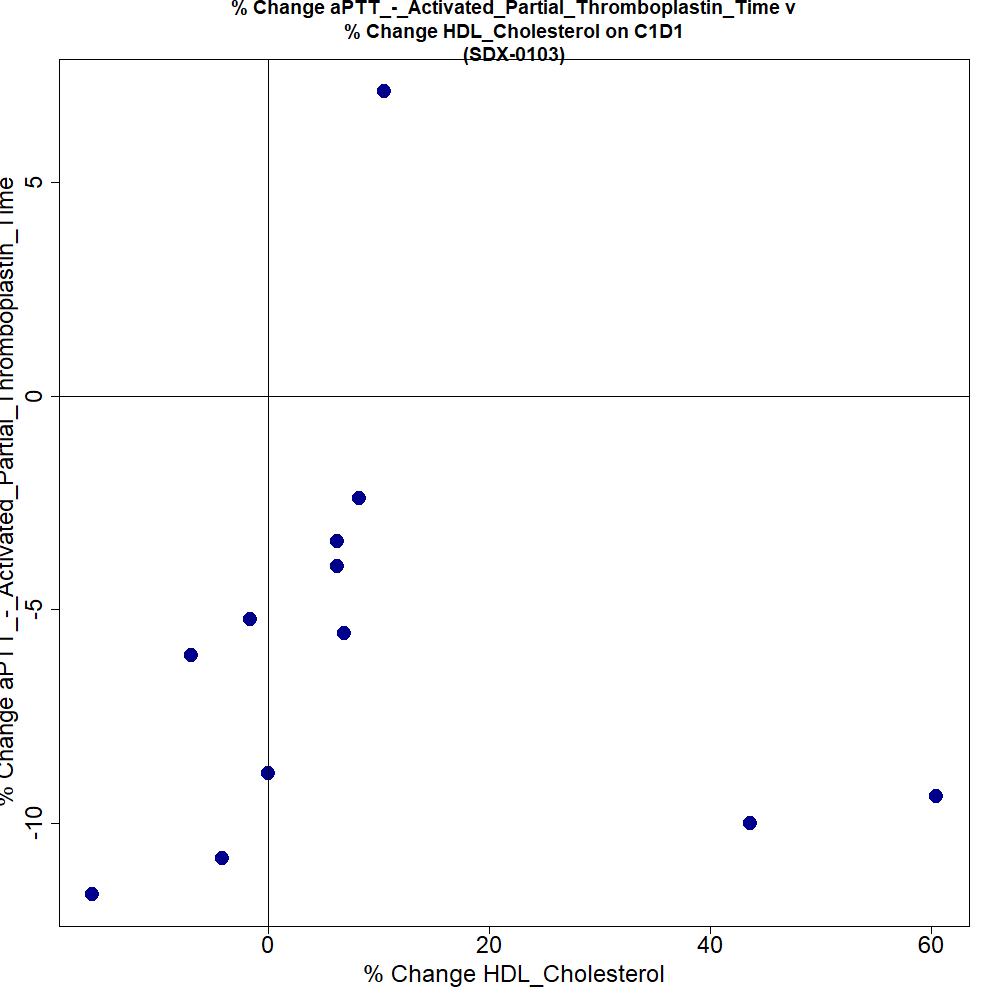 % Change aPTT_-_Activated_Partial_Thromboplastin_Time v
% Change HDL_Cholesterol on C1D1
(SDX-0103)
% Change aPTT_-_Activated_Partial_Thromboplastin_Time
5
0
-5
-10
0
20
40
60
% Change HDL_Cholesterol